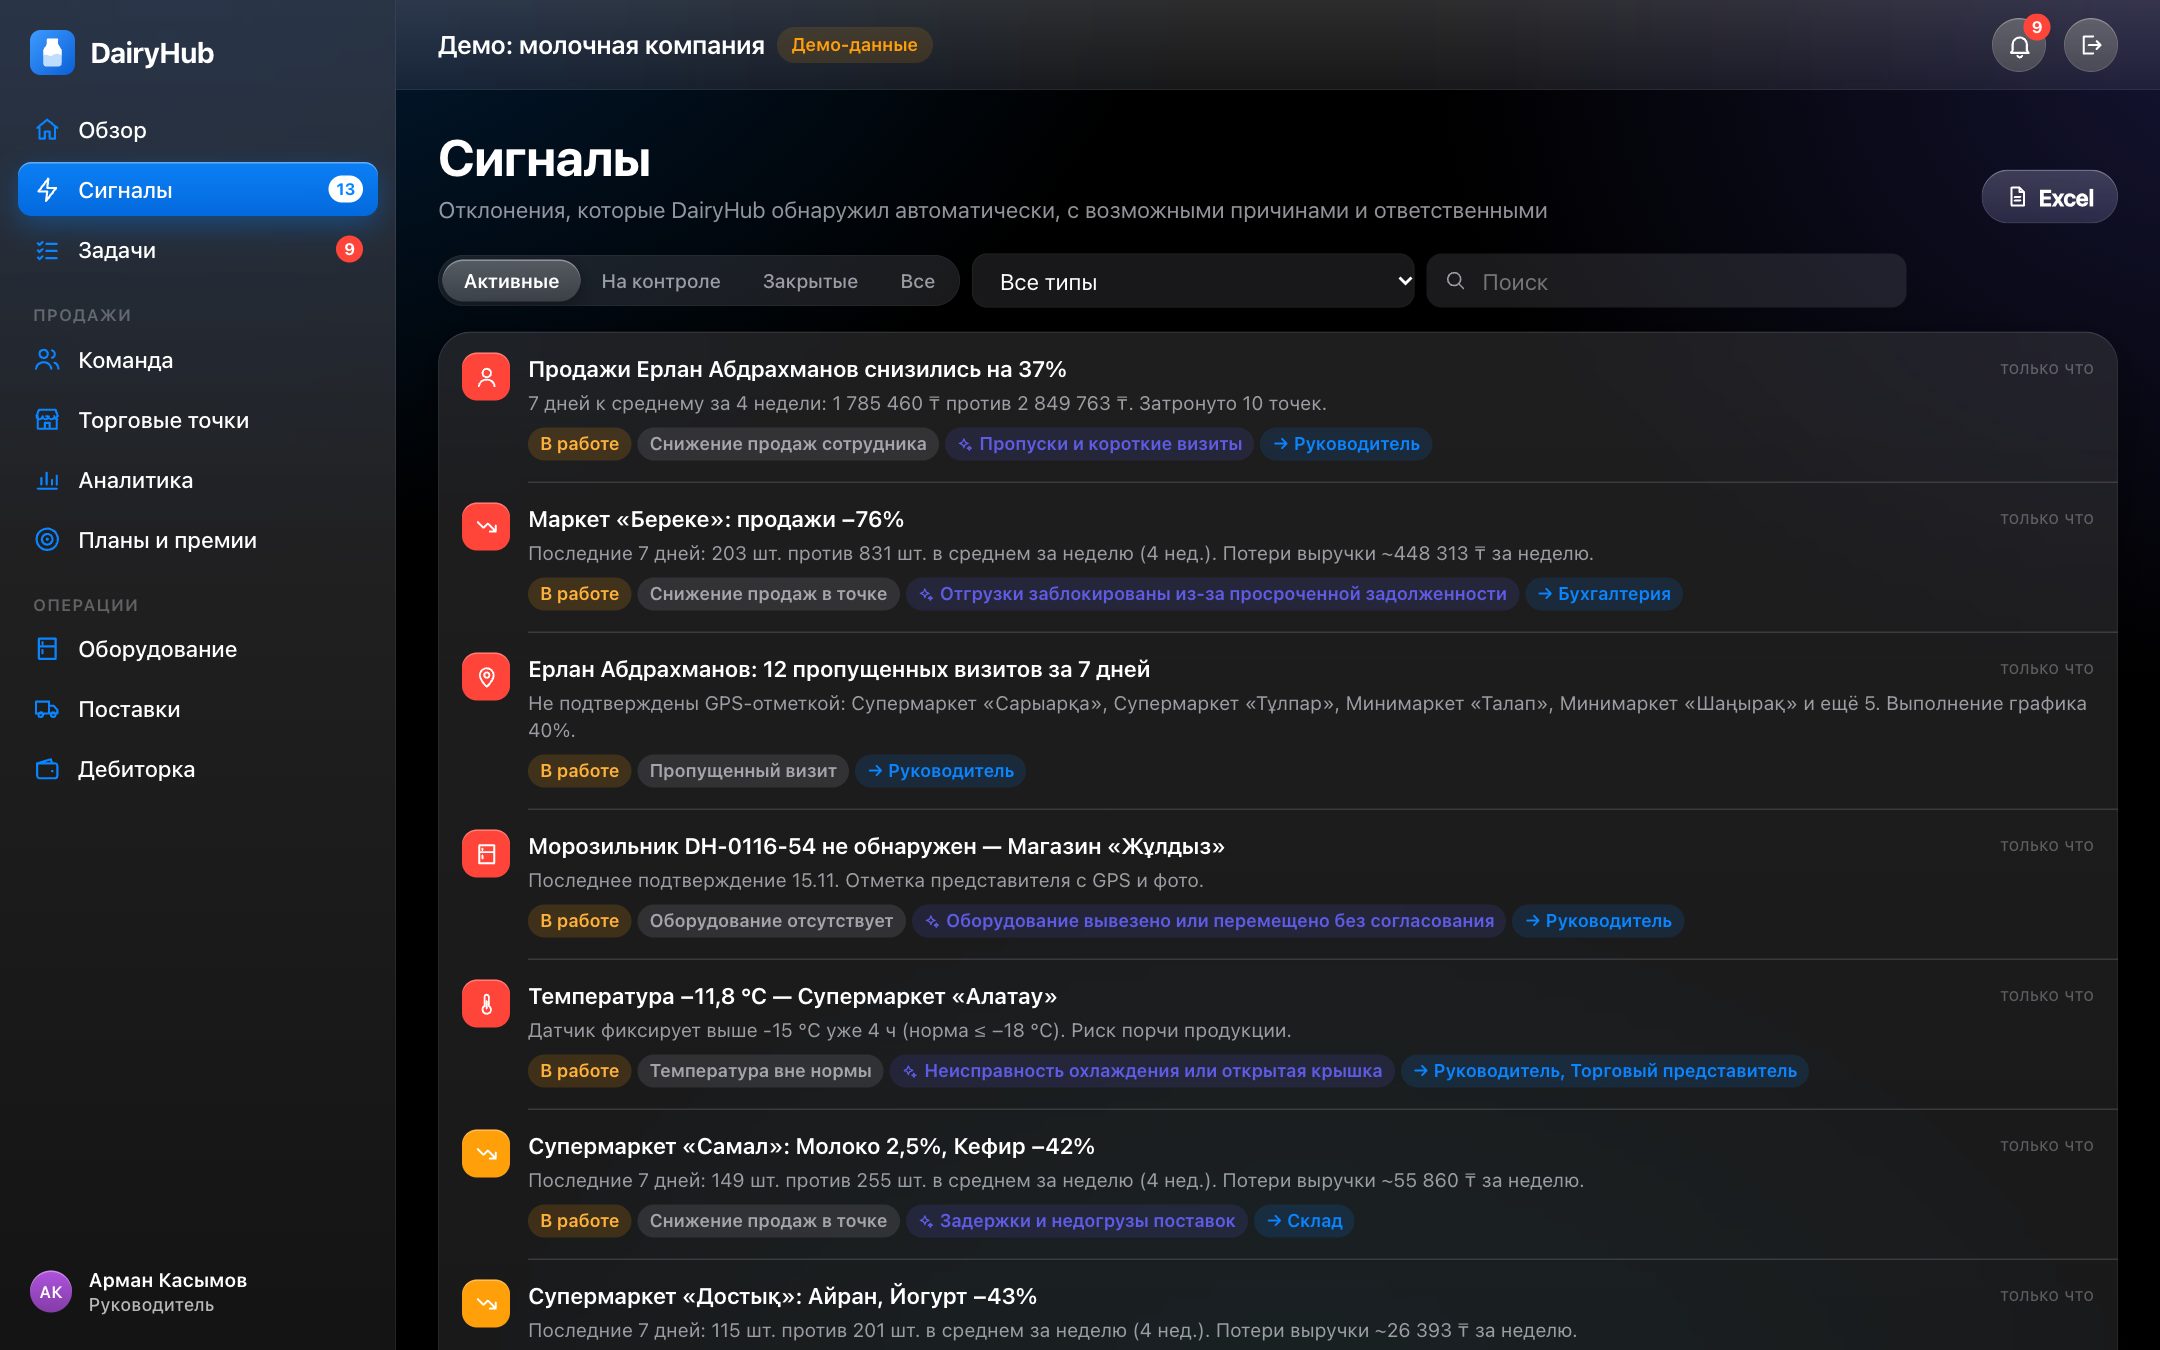 DairyHub
Обзор
Сигналы 13
Задачи 9
ПРОДАЖИ
Команда
Торговые точки
Аналитика
Планы и премии
ОПЕРАЦИИ
Оборудование
Поставки
Дебиторка
АК
Арман Касымов
Руководитель
Демо: молочная компания Демо-данные
9
Сигналы
Отклонения, которые DairyHub обнаружил автоматически, с возможными причинами и ответственными
Excel
Активные На контроле Закрытые Все Все типы Поиск
Продажи Ерлан Абдрахманов снизились на 37% только что
7 дней к среднему за 4 недели: 1 785 460 ₸ против 2 849 763 ₸. Затронуто 10 точек.
В работе Снижение продаж сотрудника Пропуски и короткие визиты → Руководитель
Маркет «Береке»: продажи −76% только что
Последние 7 дней: 203 шт. против 831 шт. в среднем за неделю (4 нед.). Потери выручки ~448 313 ₸ за неделю.
В работе Снижение продаж в точке Отгрузки заблокированы из-за просроченной задолженности → Бухгалтерия
Ерлан Абдрахманов: 12 пропущенных визитов за 7 дней только что
Не подтверждены GPS-отметкой: Супермаркет «Сарыарқа», Супермаркет «Тұлпар», Минимаркет «Талап», Минимаркет «Шаңырақ» и ещё 5. Выполнение графика
40%.
В работе Пропущенный визит → Руководитель
Морозильник DH-0116-54 не обнаружен — Магазин «Жұлдыз» только что
Последнее подтверждение 15.11. Отметка представителя с GPS и фото.
В работе Оборудование отсутствует Оборудование вывезено или перемещено без согласования → Руководитель
Температура −11,8 °C — Супермаркет «Алатау» только что
Датчик фиксирует выше -15 °C уже 4 ч (норма ≤ −18 °C). Риск порчи продукции.
В работе Температура вне нормы Неисправность охлаждения или открытая крышка → Руководитель, Торговый представитель
Супермаркет «Самал»: Молоко 2,5%, Кефир −42% только что
Последние 7 дней: 149 шт. против 255 шт. в среднем за неделю (4 нед.). Потери выручки ~55 860 ₸ за неделю.
В работе Снижение продаж в точке Задержки и недогрузы поставок → Склад
Супермаркет «Достық»: Айран, Йогурт −43% только что
Последние 7 дней: 115 шт. против 201 шт. в среднем за неделю (4 нед.). Потери выручки ~26 393 ₸ за неделю.